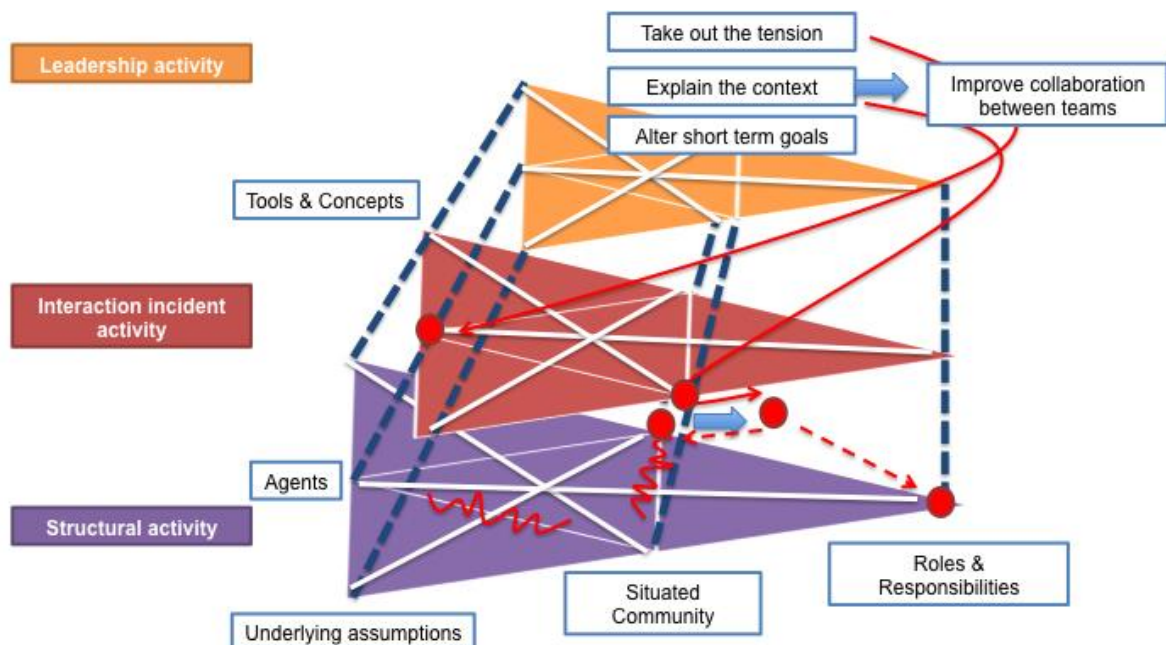 Take out the tension
Leadership activity
Explain the context
Improve collaboration
between teams
Alter short term goals
Tools & Concepts
Interaction incident
activity
Agents
Structural activity
Roles &
Responsibilities
Situated
Community
Underlying assumptions